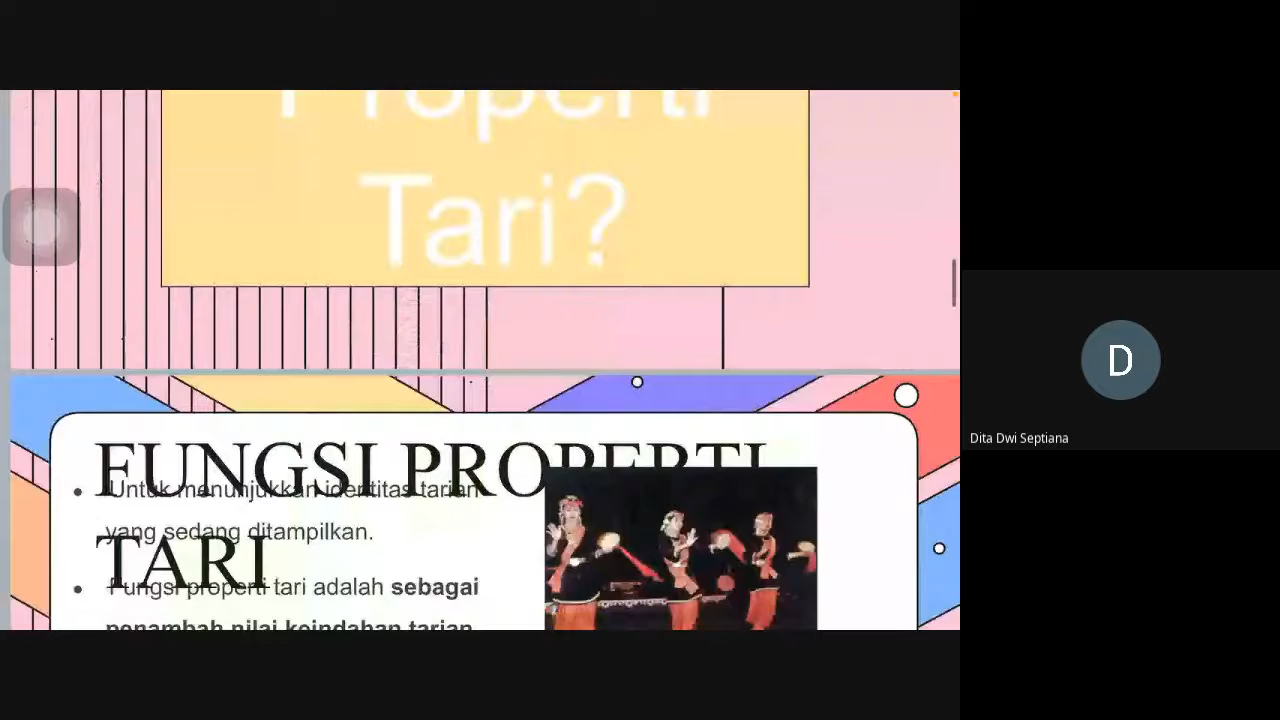 Properti
Tari?
FUNGSI PROPERTI
TARI
Untuk menunjukkan identitas tarian
yang sedang ditampilkan.
Fungsi properti tari adalah sebagai
penambah nilai keindahan tarian
D
Dita Dwi Septiana